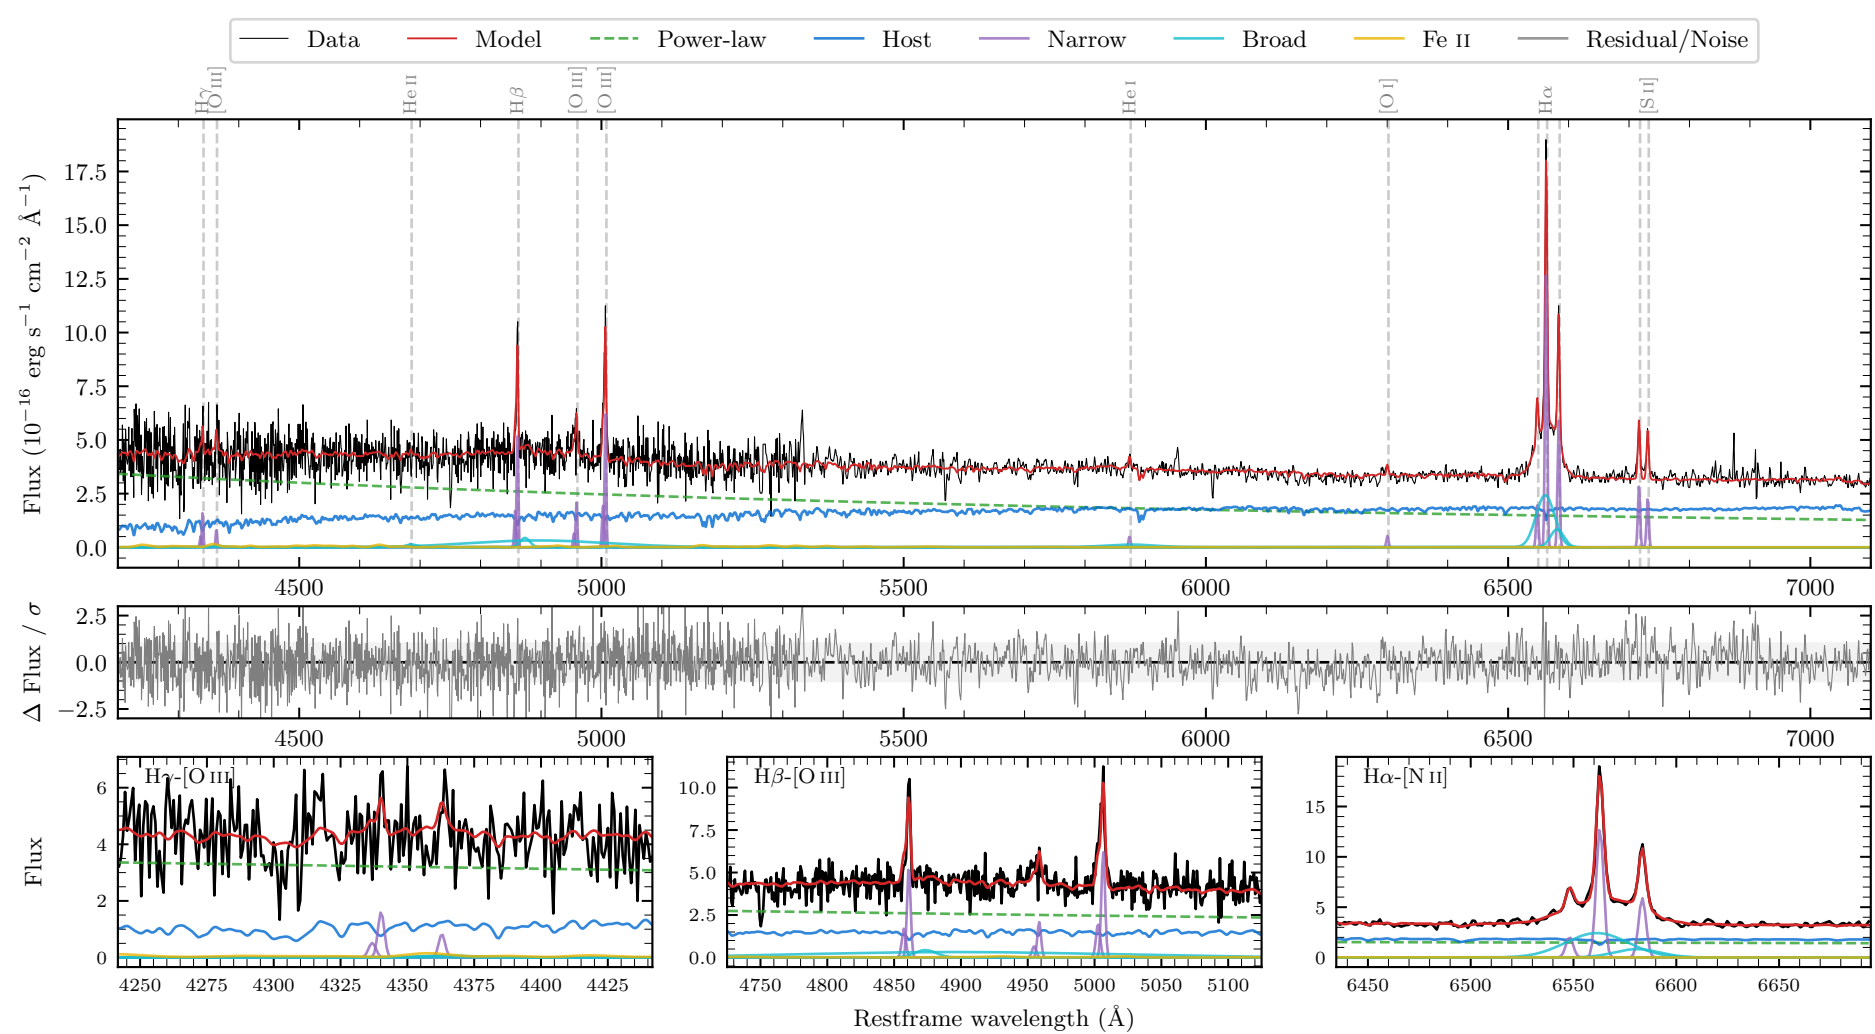 Data Model Power-law Host Narrow Broad Fe II Residual/Noise
Hγ [O III] He II Hβ [O III] [O III] He I [O I] Hα [S II]
Flux (10⁻¹⁶ erg s⁻¹ cm⁻² Å⁻¹)
17.5
15.0
12.5
10.0
7.5
5.0
2.5
0.0
4500 5000 5500 6000 6500 7000
Δ Flux / σ
2.5
0.0
−2.5
4500 5000 5500 6000 6500 7000
Flux
Hγ-[O III]
6
4
2
0
4250 4275 4300 4325 4350 4375 4400 4425
Hβ-[O III]
10.0
7.5
5.0
2.5
0.0
4750 4800 4850 4900 4950 5000 5050 5100
Hα-[N II]
15
10
5
0
6450 6500 6550 6600 6650
Restframe wavelength (Å)